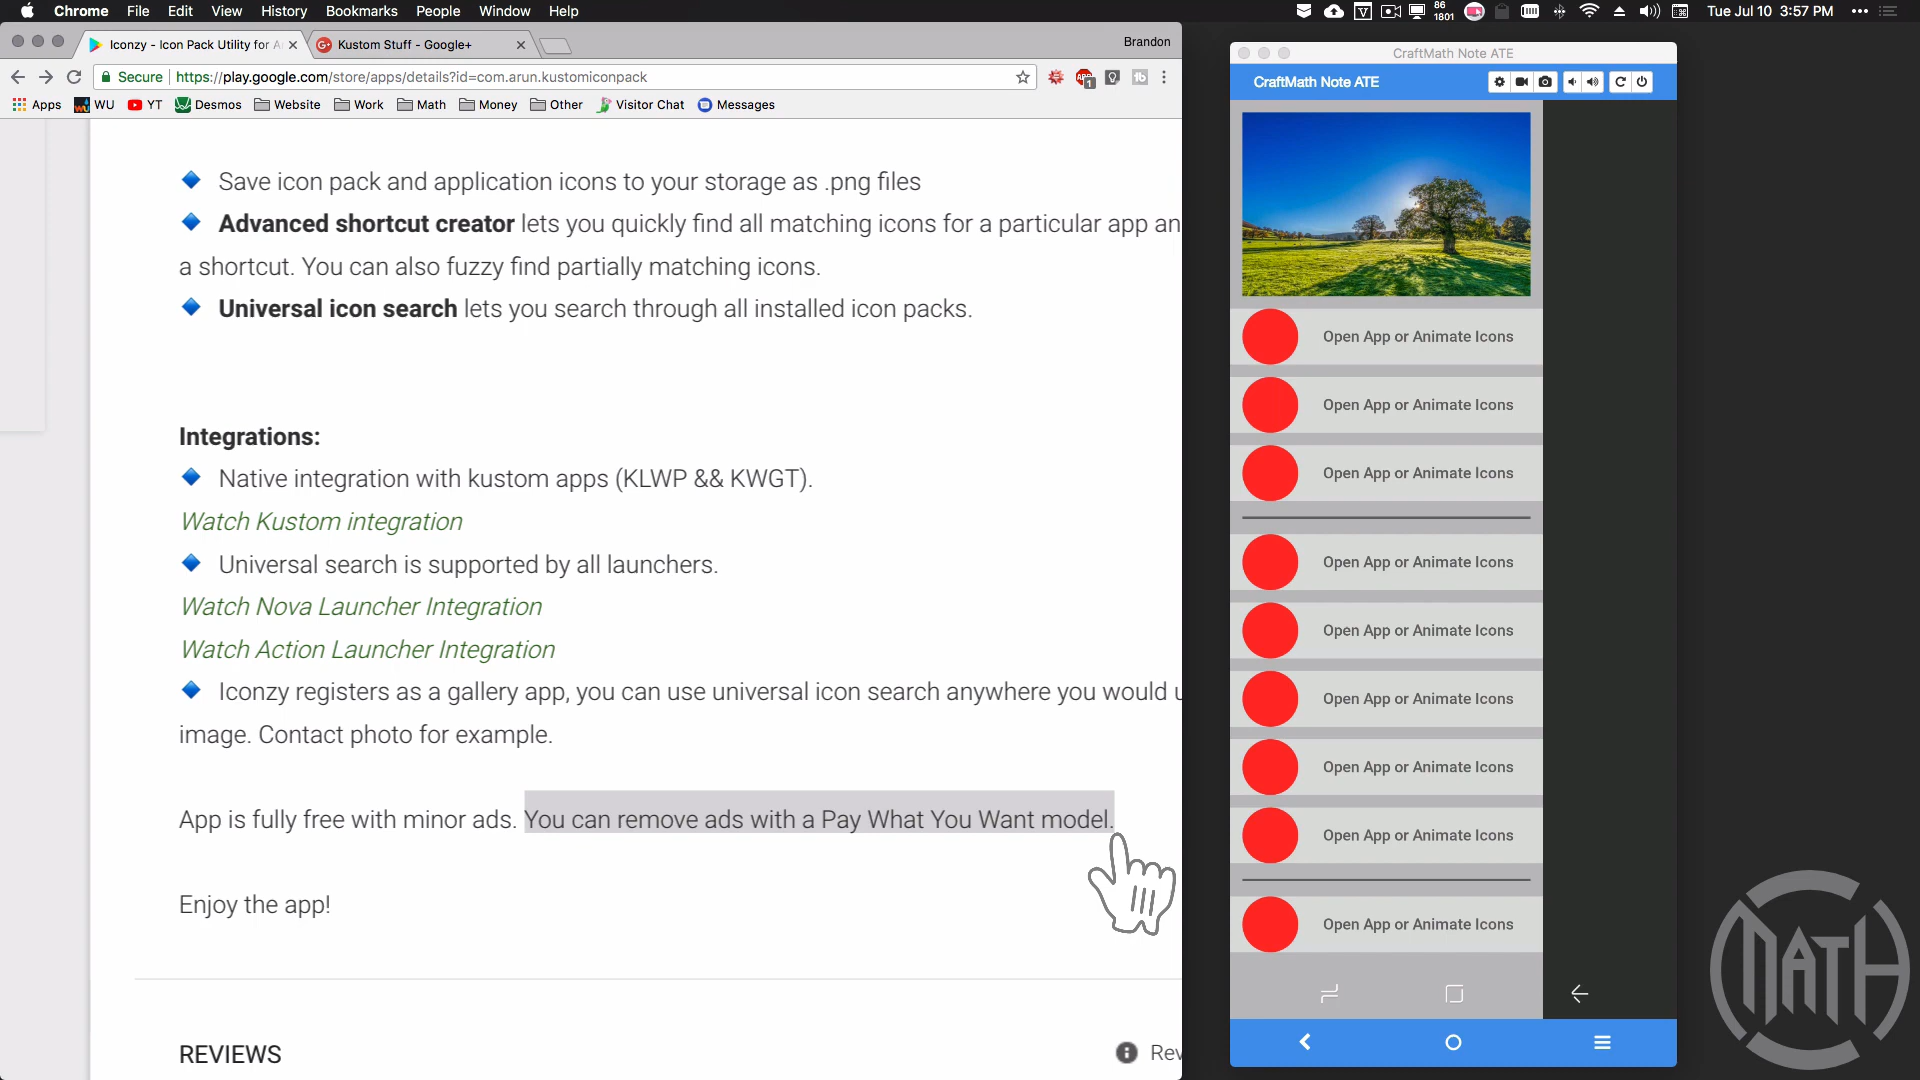 Chrome File Edit View History Bookmarks People Window Help
86
1801
Tue Jul 10 3:57 PM
Iconzy - Icon Pack Utility for A
Kustom Stuff - Google+
Brandon
Secure https://play.google.com/store/apps/details?id=com.arun.kustomiconpack
1
Apps WU YT Desmos Website Work Math Money Other Visitor Chat Messages
Save icon pack and application icons to your storage as .png files
Advanced shortcut creator lets you quickly find all matching icons for a particular app an
a shortcut. You can also fuzzy find partially matching icons.
Universal icon search lets you search through all installed icon packs.
Integrations:
Native integration with kustom apps (KLWP && KWGT).
Watch Kustom integration
Universal search is supported by all launchers.
Watch Nova Launcher Integration
Watch Action Launcher Integration
Iconzy registers as a gallery app, you can use universal icon search anywhere you would u
image. Contact photo for example.
App is fully free with minor ads. You can remove ads with a Pay What You Want model.
Enjoy the app!
REVIEWS
Rev
CraftMath Note ATE
CraftMath Note ATE
Open App or Animate Icons
Open App or Animate Icons
Open App or Animate Icons
Open App or Animate Icons
Open App or Animate Icons
Open App or Animate Icons
Open App or Animate Icons
Open App or Animate Icons
Open App or Animate Icons
MATH